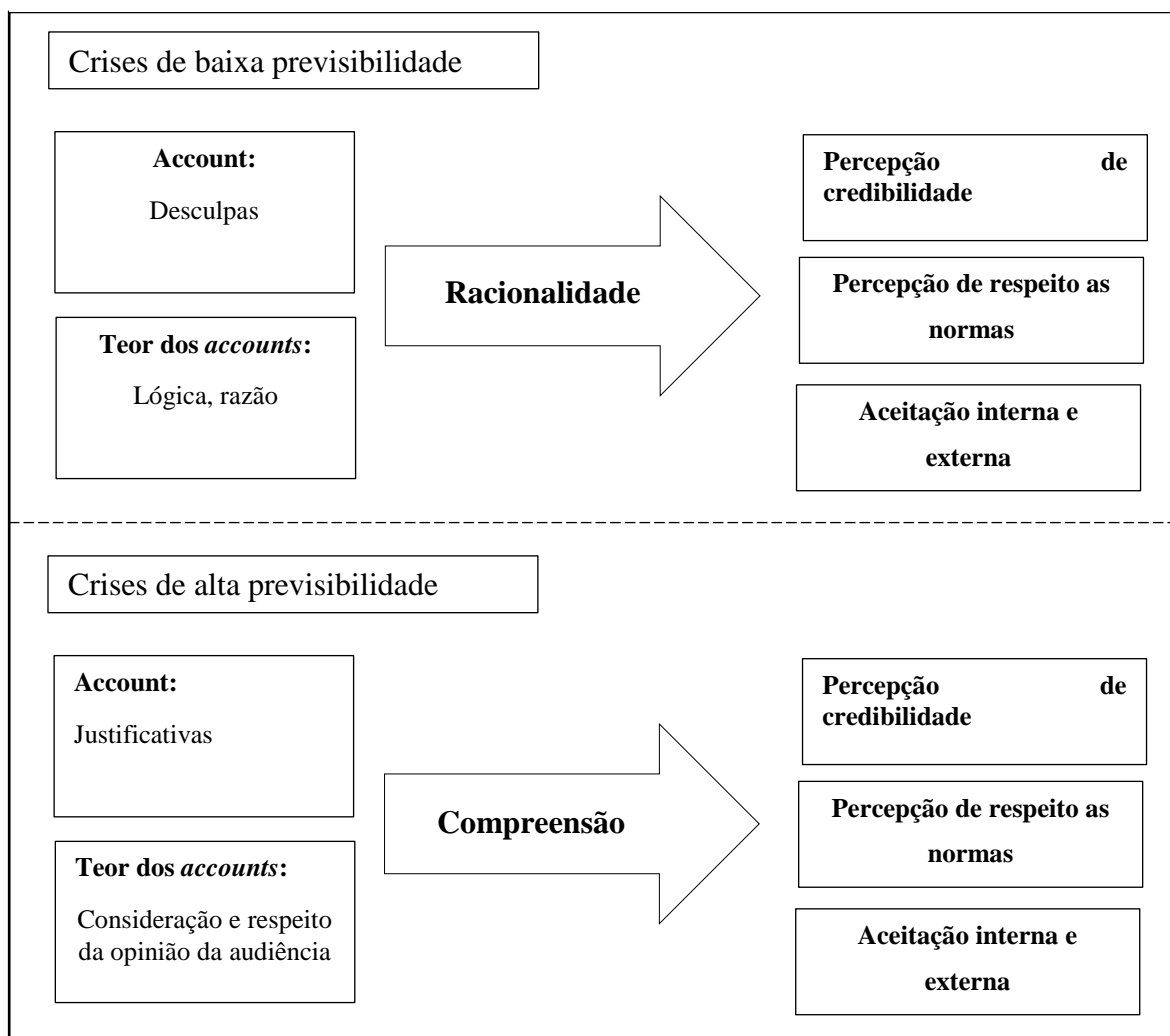 Crises de baixa previsibilidade
Account:
Desculpas
Teor dos accounts:
Lógica, razão
Racionalidade
Percepção de
credibilidade
Percepção de respeito as
normas
Aceitação interna e
externa
Crises de alta previsibilidade
Account:
Justificativas
Teor dos accounts:
Consideração e respeito
da opinião da audiência
Compreensão
Percepção de
credibilidade
Percepção de respeito as
normas
Aceitação interna e
externa